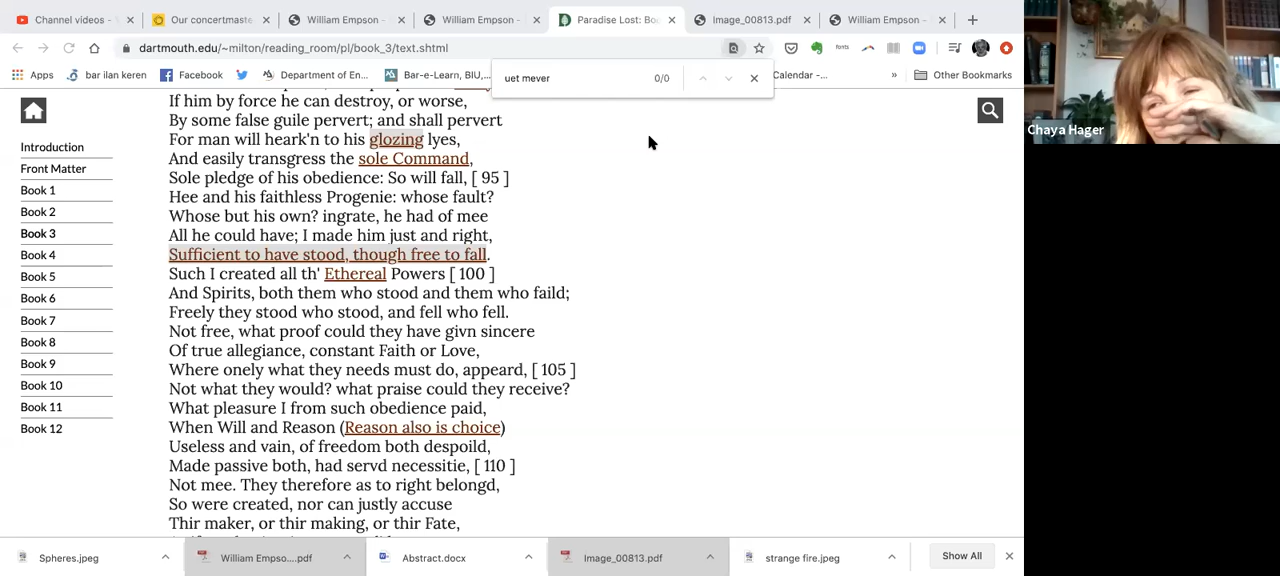 Channel videos -
Our concertmaste
William Empson -
William Empson -
Paradise Lost: Boo
Image_00813.pdf
William Empson -
dartmouth.edu/~milton/reading_room/pl/book_3/text.shtml
fonts
Apps
bar ilan keren
Facebook
Department of En...
Bar-e-Learn, BIU,...
Calendar -...
»
Other Bookmarks
uet mever
0/0
Chaya Hager
Introduction
Front Matter
Book 1
Book 2
Book 3
Book 4
Book 5
Book 6
Book 7
Book 8
Book 9
Book 10
Book 11
Book 12
If him by force he can destroy, or worse,
By some false guile pervert; and shall pervert
For man will heark'n to his glozing lyes,
And easily transgress the sole Command,
Sole pledge of his obedience: So will fall, [ 95 ]
Hee and his faithless Progenie: whose fault?
Whose but his own? ingrate, he had of mee
All he could have; I made him just and right,
Sufficient to have stood, though free to fall.
Such I created all th' Ethereal Powers [ 100 ]
And Spirits, both them who stood and them who faild;
Freely they stood who stood, and fell who fell.
Not free, what proof could they have givn sincere
Of true allegiance, constant Faith or Love,
Where onely what they needs must do, appeard, [ 105 ]
Not what they would? what praise could they receive?
What pleasure I from such obedience paid,
When Will and Reason (Reason also is choice)
Useless and vain, of freedom both despoild,
Made passive both, had servd necessitie, [ 110 ]
Not mee. They therefore as to right belongd,
So were created, nor can justly accuse
Thir maker, or thir making, or thir Fate,
Spheres.jpeg
William Empso....pdf
Abstract.docx
Image_00813.pdf
strange fire.jpeg
Show All